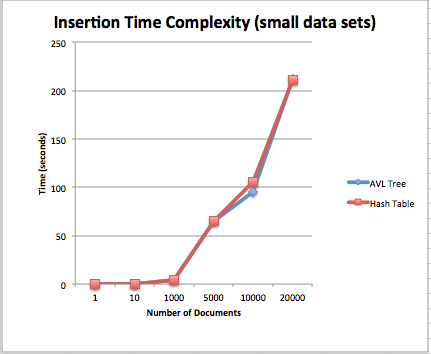 Insertion Time Complexity (small data sets)
250
200
150
100
50
0
Time (seconds)
1 10 1000 5000 10000 20000
Number of Documents
AVL Tree
Hash Table